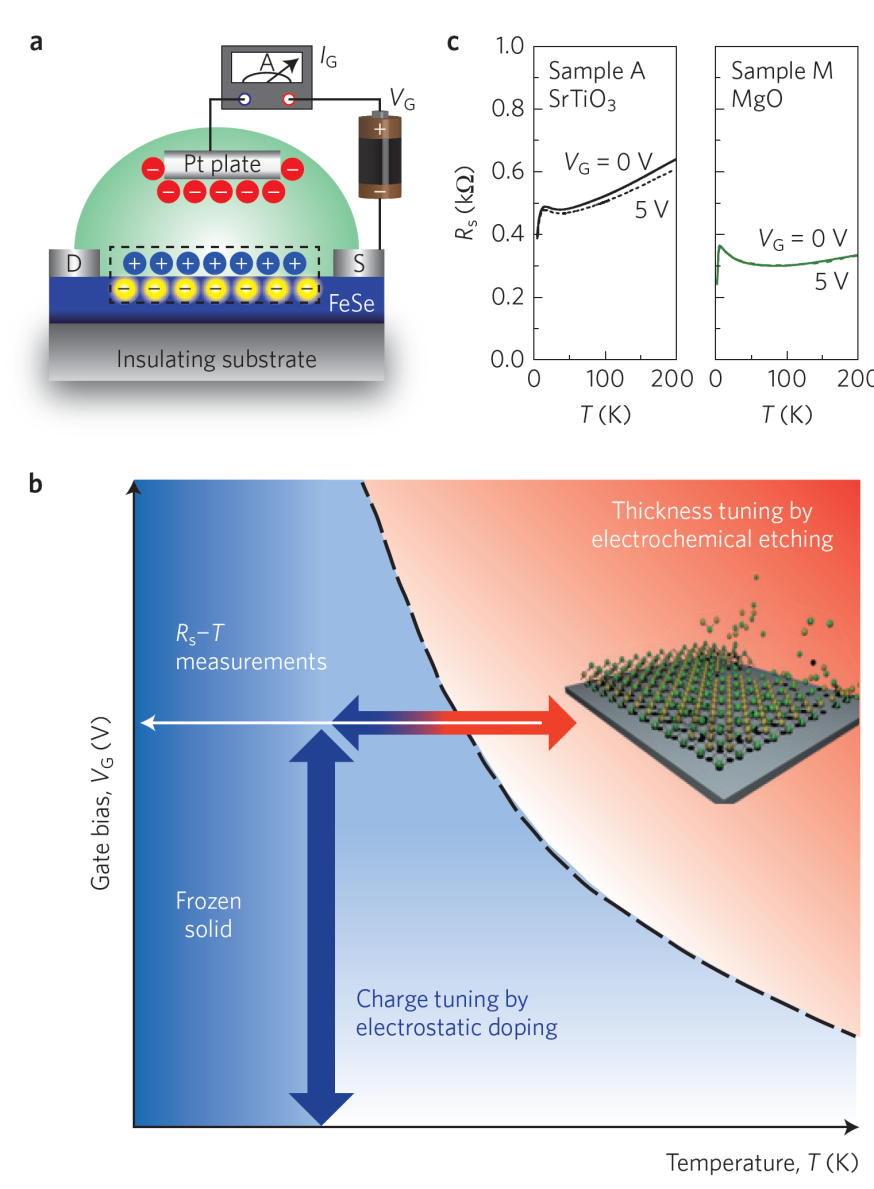 a
A
I_G
V_G
+
−
Pt plate
− −
− − − − −
D
+ + + + + + +
S
− − − − − − −
FeSe
Insulating substrate
c
R_s (kΩ)
1.0
0.8
0.6
0.4
0.2
0.0
Sample A
SrTiO₃
V_G = 0 V
5 V
0 100 200
T (K)
Sample M
MgO
V_G = 0 V
5 V
0 100 200
T (K)
b
Thickness tuning by
electrochemical etching
R_s–T
measurements
Gate bias, V_G (V)
Frozen
solid
Charge tuning by
electrostatic doping
Temperature, T (K)